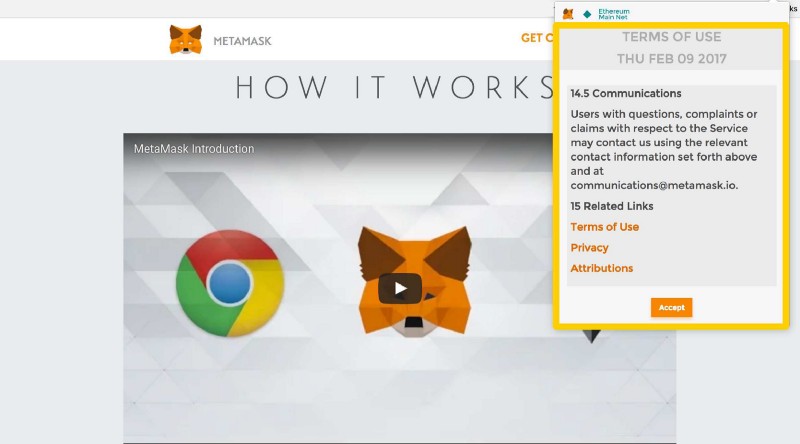 METAMASK
GET C
HOW IT WORKS
MetaMask Introduction
Ethereum
Main Net
TERMS OF USE
THU FEB 09 2017
14.5 Communications
Users with questions, complaints or
claims with respect to the Service
may contact us using the relevant
contact information set forth above
and at
communications@metamask.io.
15 Related Links
Terms of Use
Privacy
Attributions
Accept